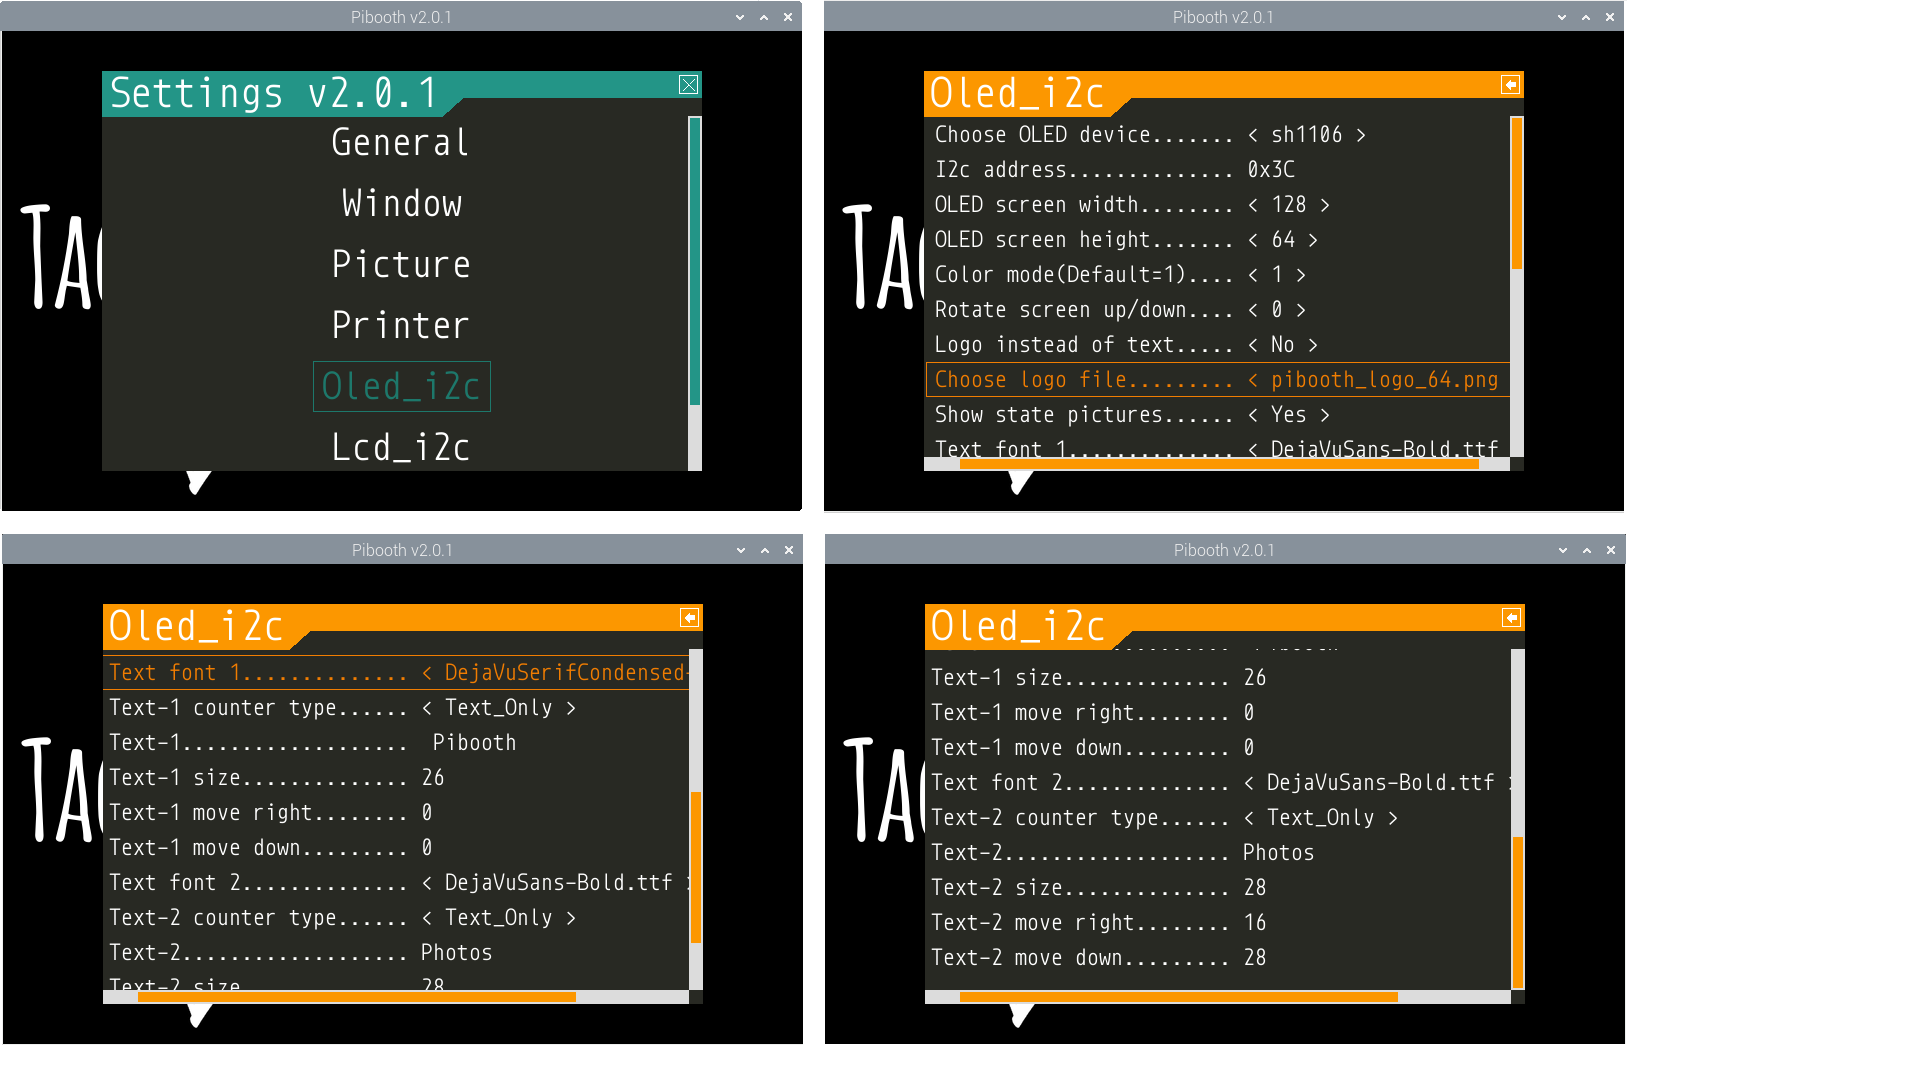 Pibooth v2.0.1
Settings v2.0.1
General
Window
Picture
Printer
Oled_i2c
Lcd_i2c
Pibooth v2.0.1
Oled_i2c
Choose OLED device....... < sh1106 >
I2c address.............. 0x3C
OLED screen width........ < 128 >
OLED screen height....... < 64 >
Color mode(Default=1).... < 1 >
Rotate screen up/down.... < 0 >
Logo instead of text..... < No >
Choose logo file......... < pibooth_logo_64.png
Show state pictures...... < Yes >
Text font 1.............. < DejaVuSans-Bold.ttf
Pibooth v2.0.1
Oled_i2c
Text font 1.............. < DejaVuSerifCondensed-
Text-1 counter type...... < Text_Only >
Text-1................... Pibooth
Text-1 size.............. 26
Text-1 move right........ 0
Text-1 move down......... 0
Text font 2.............. < DejaVuSans-Bold.ttf >
Text-2 counter type...... < Text_Only >
Text-2................... Photos
Text-2 size.............. 28
Pibooth v2.0.1
Oled_i2c
Text-1 size.............. 26
Text-1 move right........ 0
Text-1 move down......... 0
Text font 2.............. < DejaVuSans-Bold.ttf >
Text-2 counter type...... < Text_Only >
Text-2................... Photos
Text-2 size.............. 28
Text-2 move right........ 16
Text-2 move down......... 28